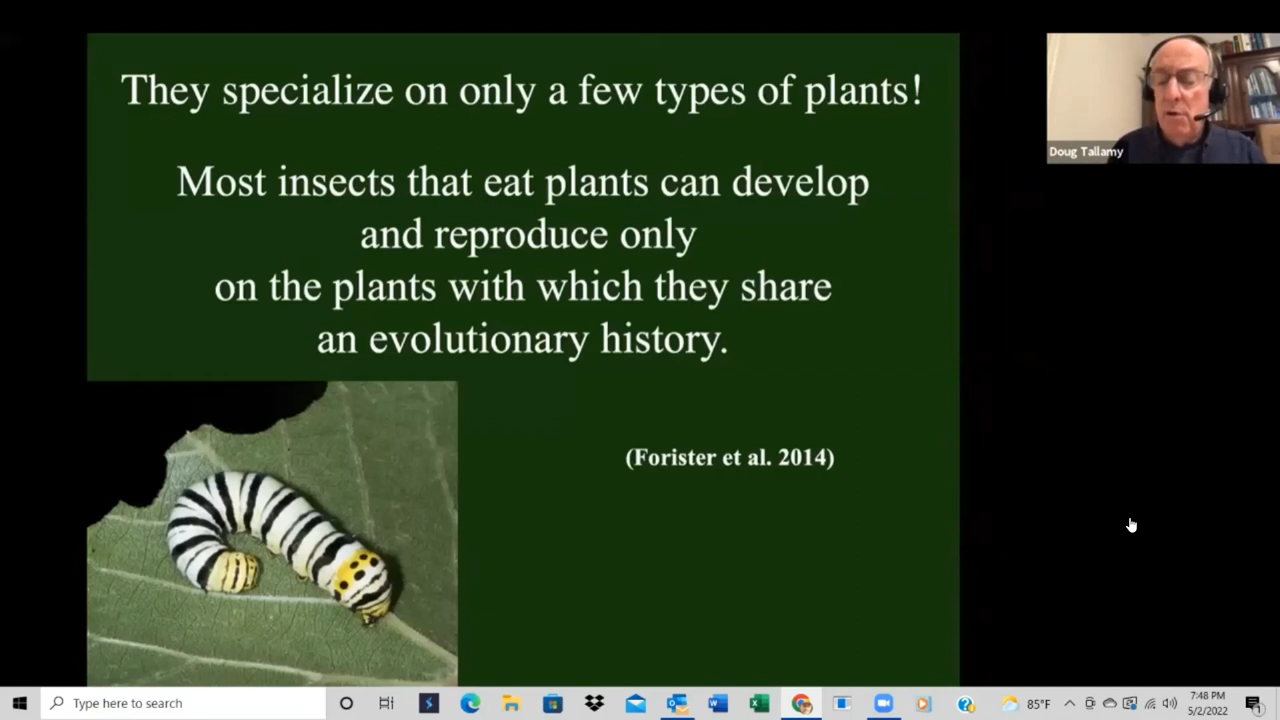 They specialize on only a few types of plants!
Most insects that eat plants can develop
and reproduce only
on the plants with which they share
an evolutionary history.
(Forister et al. 2014)
Doug Tallamy
Type here to search
85°F
7:48 PM
5/2/2022
1